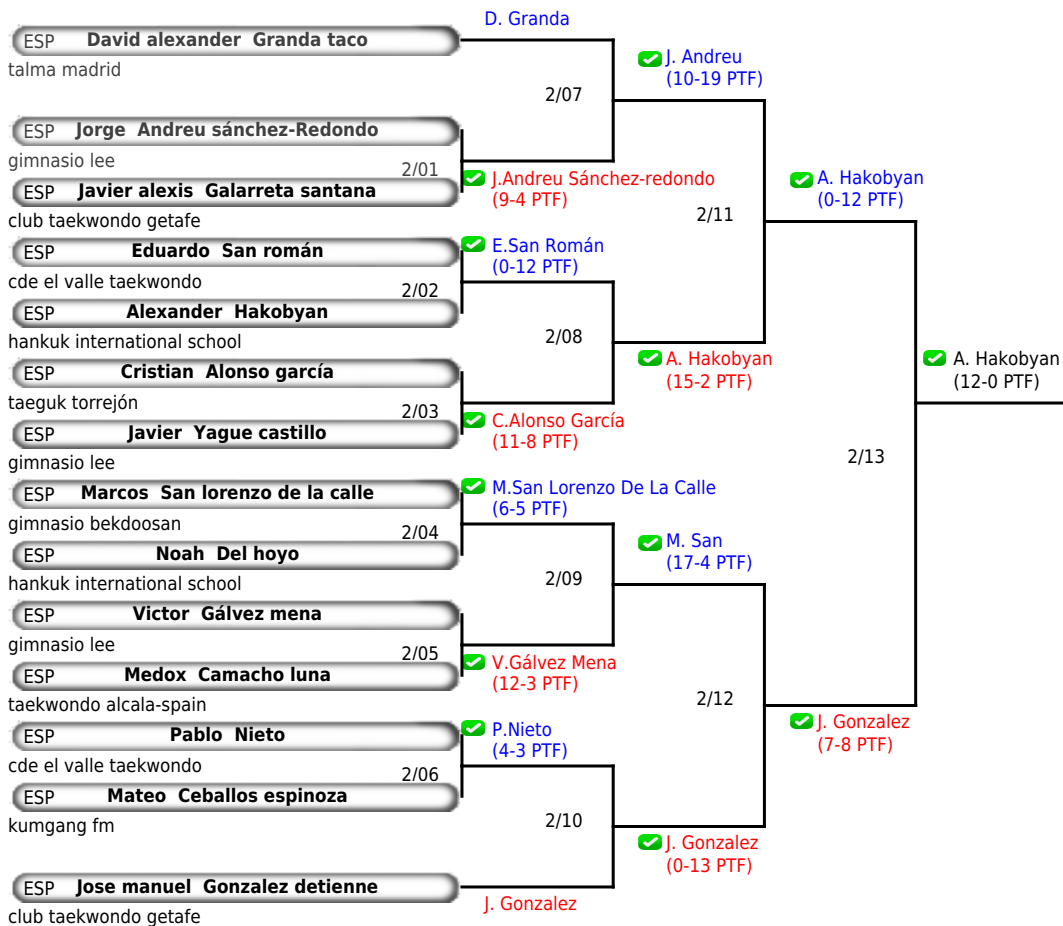 D. Granda
ESP David alexander Granda taco
talma madrid
J. Andreu
(10-19 PTF)
2/07
ESP Jorge Andreu sánchez-Redondo
gimnasio lee
2/01
ESP Javier alexis Galarreta santana
club taekwondo getafe
J.Andreu Sánchez-redondo
(9-4 PTF)
A. Hakobyan
(0-12 PTF)
2/11
ESP Eduardo San román
cde el valle taekwondo
E.San Román
(0-12 PTF)
2/02
ESP Alexander Hakobyan
hankuk international school
2/08
ESP Cristian Alonso garcía
taeguk torrejón
A. Hakobyan
(15-2 PTF)
A. Hakobyan
(12-0 PTF)
2/03
ESP Javier Yague castillo
gimnasio lee
C.Alonso García
(11-8 PTF)
2/13
ESP Marcos San lorenzo de la calle
gimnasio bekdoosan
M.San Lorenzo De La Calle
(6-5 PTF)
2/04
ESP Noah Del hoyo
hankuk international school
M. San
(17-4 PTF)
2/09
ESP Victor Gálvez mena
gimnasio lee
2/05
ESP Medox Camacho luna
taekwondo alcala-spain
V.Gálvez Mena
(12-3 PTF)
2/12
ESP Pablo Nieto
cde el valle taekwondo
P.Nieto
(4-3 PTF)
J. Gonzalez
(7-8 PTF)
2/06
ESP Mateo Ceballos espinoza
kumgang fm
2/10
J. Gonzalez
(0-13 PTF)
ESP Jose manuel Gonzalez detienne
club taekwondo getafe
J. Gonzalez